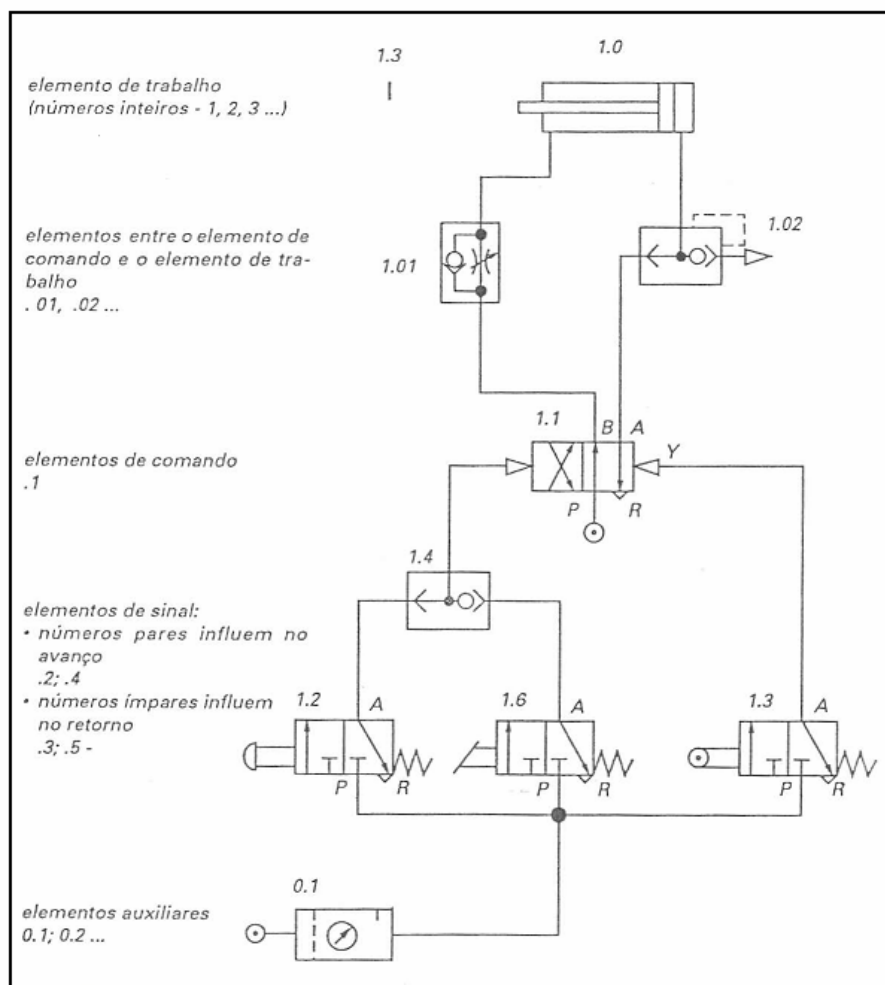 1.3
1.0
elemento de trabalho
(números inteiros - 1, 2, 3 ...)
1.02
elementos entre o elemento de
comando e o elemento de tra-
balho
. 01, .02 ...
1.01
1.1
B A
Y
elementos de comando
.1
P R
1.4
elementos de sinal:
• números pares influem no
avanço
.2; .4
• números ímpares influem
no retorno
.3; .5 -
1.2 A
1.6 A
1.3 A
P R
P R
P R
0.1
elementos auxiliares
0.1; 0.2 ...